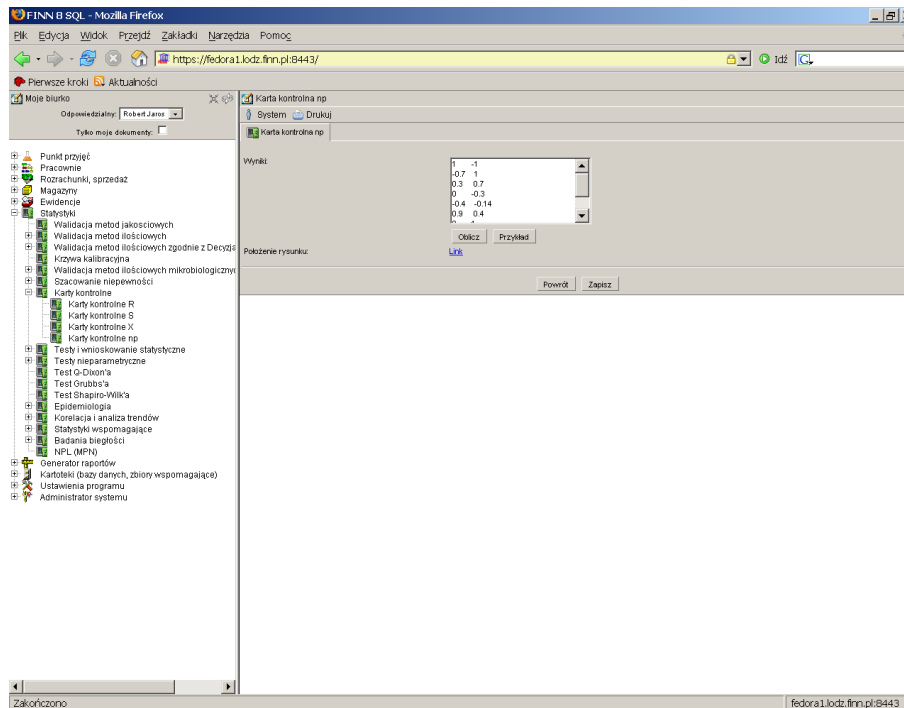 FINN 8 SQL - Mozilla Firefox
Plik Edycja Widok Przejdź Zakładki Narzędzia Pomoc
https://fedora1.lodz.finn.pl:8443/
Idź
Pierwsze kroki Aktualności
Moje biurko
Odpowiedzialny: Robert Jaros
Tylko moje dokumenty:
Punkt przyjęć
Pracownie
Rozrachunki, sprzedaż
Magazyny
Ewidencje
Statystyki
Walidacja metod jakosciowych
Walidacja metod ilościowych
Walidacja metod ilościowych zgodnie z Decyzja
Krzywa kalibracyjna
Walidacja metod ilościowych mikrobiologiczny
Szacowanie niepewności
Karty kontrolne
Karty kontrolne R
Karty kontrolne S
Karty kontrolne X
Karty kontrolne np
Testy i wnioskowanie statystyczne
Testy nieparametryczne
Test Q-Dixon'a
Test Grubbs'a
Test Shapiro-Wilk'a
Epidemiologia
Korelacja i analiza trendów
Statystyki wspomagające
Badania biegłości
NPL (MPN)
Generator raportów
Kartoteki (bazy danych, zbiory wspomagające)
Ustawienia programu
Administrator systemu
Karta kontrolna np
System Drukuj
Karta kontrolna np
Wyniki:
1 -1
-0.7 1
0.3 0.7
0 -0.3
-0.4 -0.14
0.9 0.4
Oblicz Przykład
Położenie rysunku: Link
Powrót Zapisz
Zakończono
fedora1.lodz.finn.pl:8443